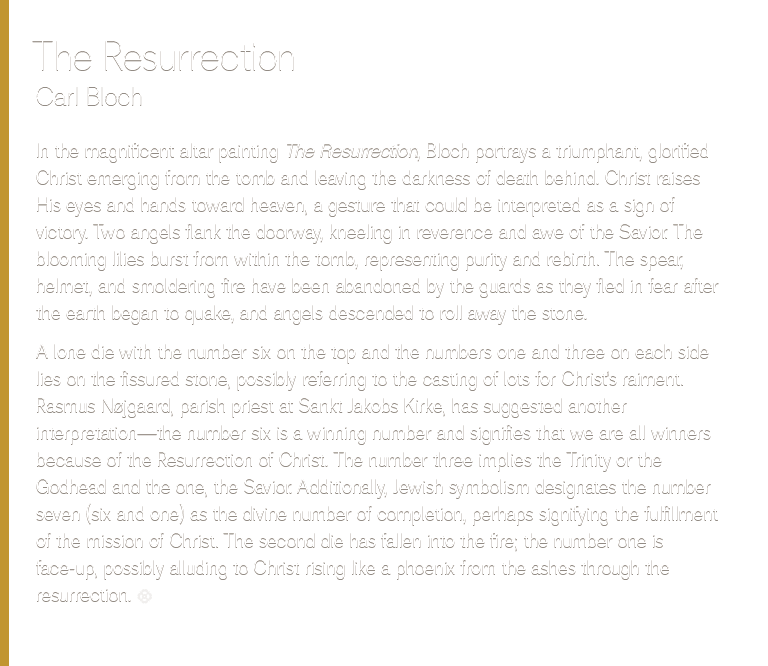 The Resurrection
Carl Bloch
In the magnificent altar painting The Resurrection, Bloch portrays a triumphant, glorified
Christ emerging from the tomb and leaving the darkness of death behind. Christ raises
His eyes and hands toward heaven, a gesture that could be interpreted as a sign of
victory. Two angels flank the doorway, kneeling in reverence and awe of the Savior. The
blooming lilies burst from within the tomb, representing purity and rebirth. The spear,
helmet, and smoldering fire have been abandoned by the guards as they fled in fear after
the earth began to quake, and angels descended to roll away the stone.
A lone die with the number six on the top and the numbers one and three on each side
lies on the fissured stone, possibly referring to the casting of lots for Christ's raiment.
Rasmus Nøjgaard, parish priest at Sankt Jakobs Kirke, has suggested another
interpretation—the number six is a winning number and signifies that we are all winners
because of the Resurrection of Christ. The number three implies the Trinity or the
Godhead and the one, the Savior. Additionally, Jewish symbolism designates the number
seven (six and one) as the divine number of completion, perhaps signifying the fulfillment
of the mission of Christ. The second die has fallen into the fire; the number one is
face-up, possibly alluding to Christ rising like a phoenix from the ashes through the
resurrection.